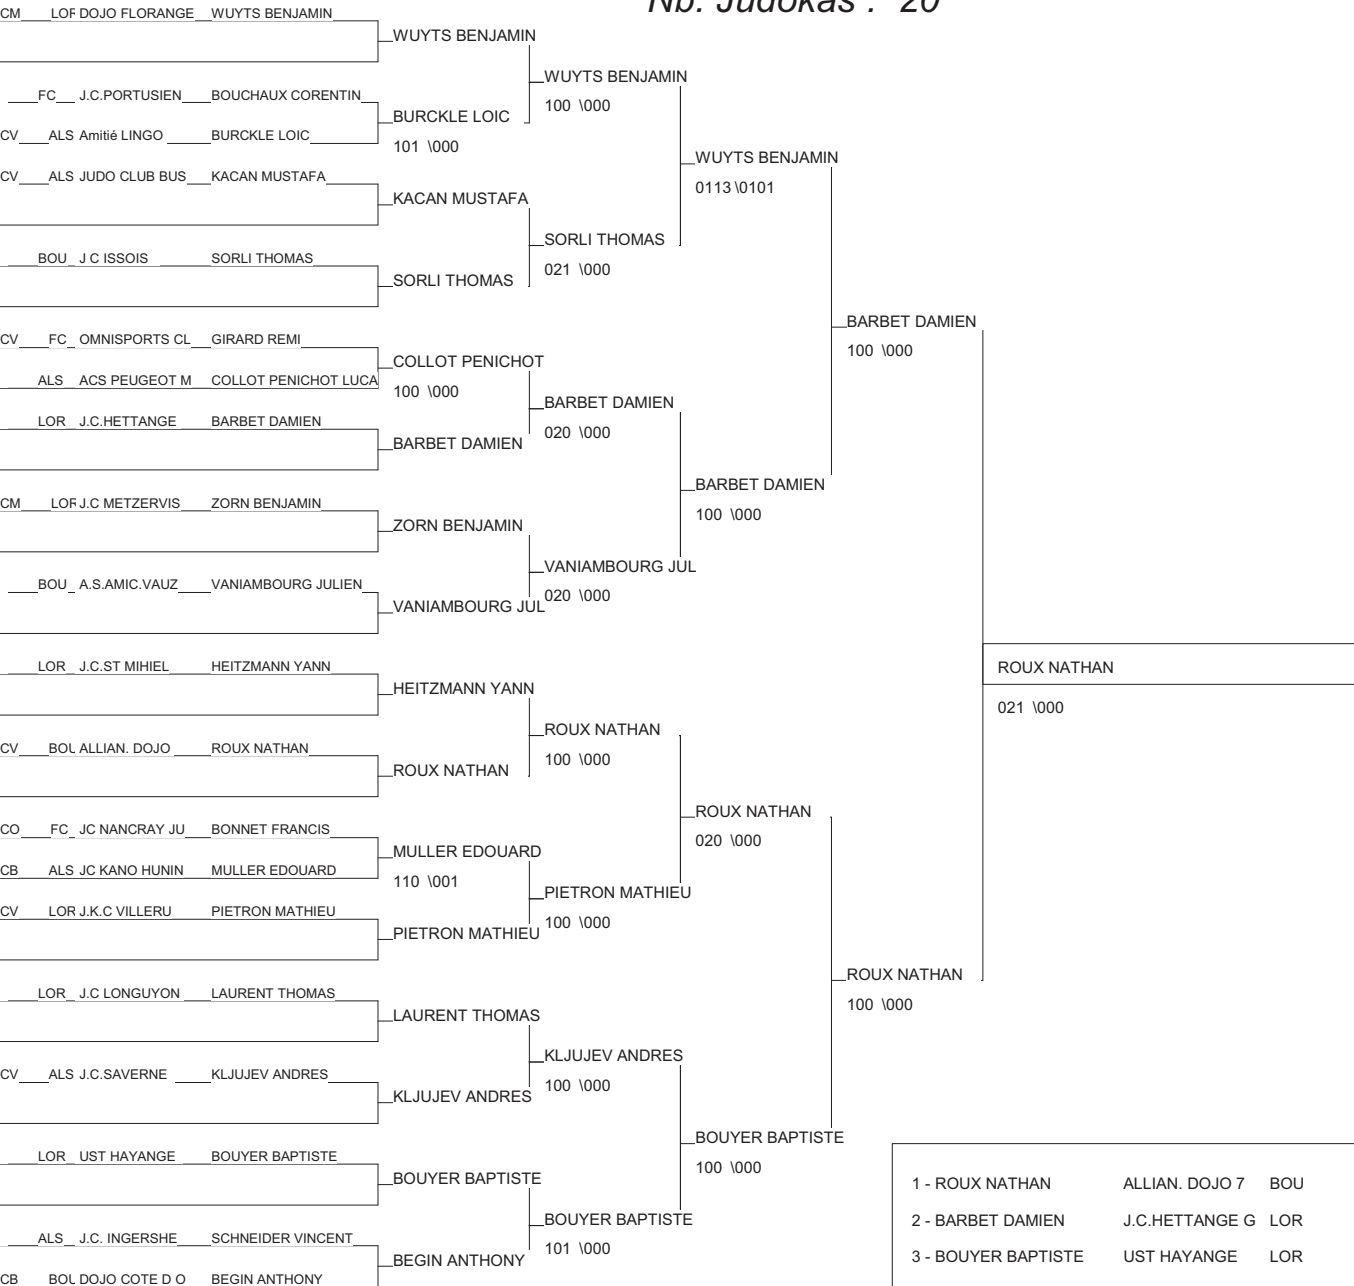 Nb. Judokas : 20
CM LOR DOJO FLORANGE WUYTS BENJAMIN
WUYTS BENJAMIN
WUYTS BENJAMIN
FC J.C.PORTUSIEN BOUCHAUX CORENTIN
100 \000
BURCKLE LOIC
CV ALS Amitié LINGO BURCKLE LOIC
101 \000
WUYTS BENJAMIN
CV ALS JUDO CLUB BUS KACAN MUSTAFA
0113 \0101
KACAN MUSTAFA
SORLI THOMAS
BOU J C ISSOIS SORLI THOMAS
021 \000
SORLI THOMAS
BARBET DAMIEN
CV FC OMNISPORTS CL GIRARD REMI
100 \000
COLLOT PENICHOT
ALS ACS PEUGEOT M COLLOT PENICHOT LUCA
100 \000
BARBET DAMIEN
LOR J.C.HETTANGE BARBET DAMIEN
020 \000
BARBET DAMIEN
BARBET DAMIEN
CM LOR J.C METZERVIS ZORN BENJAMIN
100 \000
ZORN BENJAMIN
VANIAMBOURG JUL
BOU A.S.AMIC.VAUZ VANIAMBOURG JULIEN
020 \000
VANIAMBOURG JUL
LOR J.C.ST MIHIEL HEITZMANN YANN
ROUX NATHAN
HEITZMANN YANN
021 \000
ROUX NATHAN
CV BOU ALLIAN. DOJO ROUX NATHAN
100 \000
ROUX NATHAN
ROUX NATHAN
CO FC JC NANCRAY JU BONNET FRANCIS
020 \000
MULLER EDOUARD
CB ALS JC KANO HUNIN MULLER EDOUARD
110 \001
PIETRON MATHIEU
CV LOR J.K.C VILLERU PIETRON MATHIEU
100 \000
PIETRON MATHIEU
ROUX NATHAN
LOR J.C LONGUYON LAURENT THOMAS
100 \000
LAURENT THOMAS
KLJUJEV ANDRES
CV ALS J.C.SAVERNE KLJUJEV ANDRES
100 \000
KLJUJEV ANDRES
BOUYER BAPTISTE
LOR UST HAYANGE BOUYER BAPTISTE
100 \000
BOUYER BAPTISTE
1 - ROUX NATHAN ALLIAN. DOJO 7 BOU
BOUYER BAPTISTE
2 - BARBET DAMIEN J.C.HETTANGE G LOR
ALS J.C. INGERSHE SCHNEIDER VINCENT
101 \000
3 - BOUYER BAPTISTE UST HAYANGE LOR
BEGIN ANTHONY
CB BOU DOJO COTE D O BEGIN ANTHONY